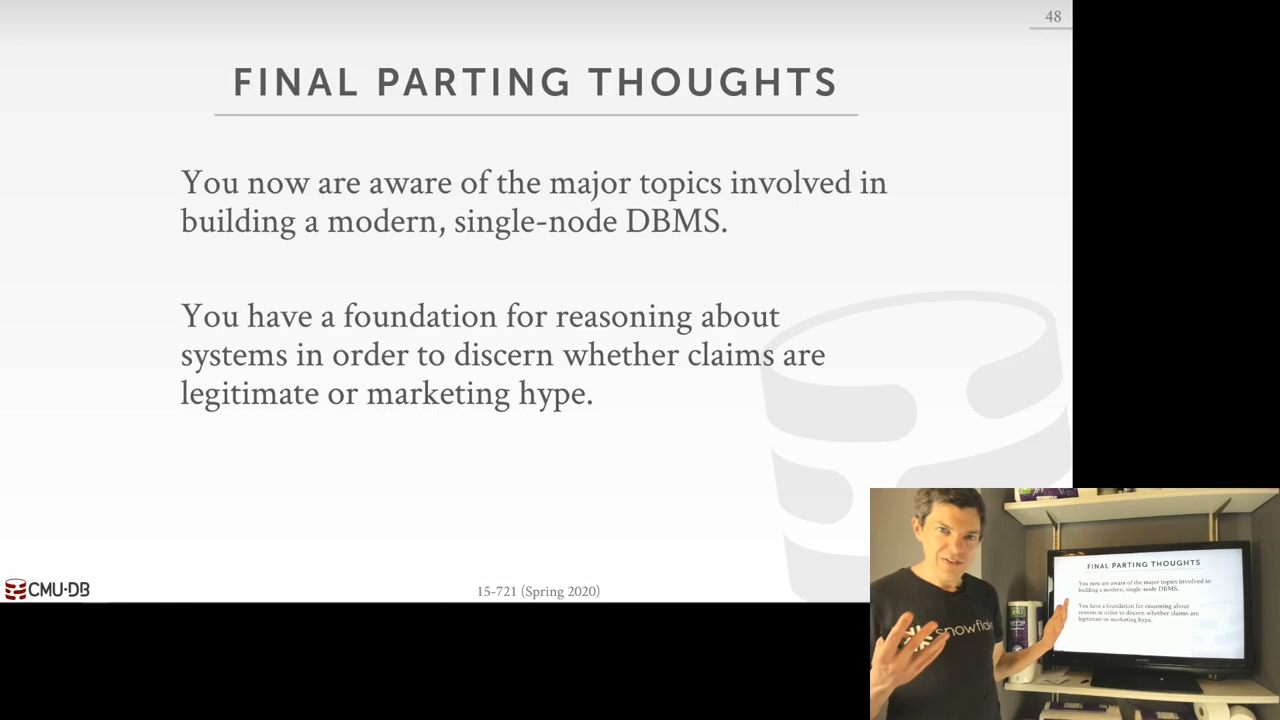 48
FINAL PARTING THOUGHTS
You now are aware of the major topics involved in
building a modern, single-node DBMS.
You have a foundation for reasoning about
systems in order to discern whether claims are
legitimate or marketing hype.
CMU·DB
15-721 (Spring 2020)
snowfla
FINAL PARTING THOUGHTS
You now are aware of the major topics involved in
building a modern, single-node DBMS.
You have a foundation for reasoning about
systems in order to discern whether claims are
legitimate or marketing hype.